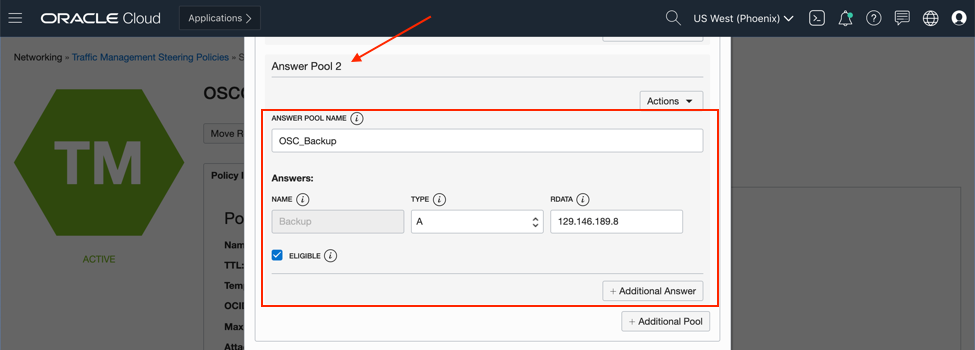 ORACLE Cloud Applications > US West (Phoenix)
Networking » Traffic Management Steering Policies » S
Answer Pool 2
OSC
Actions
ANSWER POOL NAME i
Move R
OSC_Backup
TM
Policy I
Answers:
NAME i TYPE i RDATA i
Po
Backup A 129.146.189.8
Nam
ELIGIBLE i
ACTIVE
TTL:
Tem
+ Additional Answer
OCID
+ Additional Pool
Max
Atta